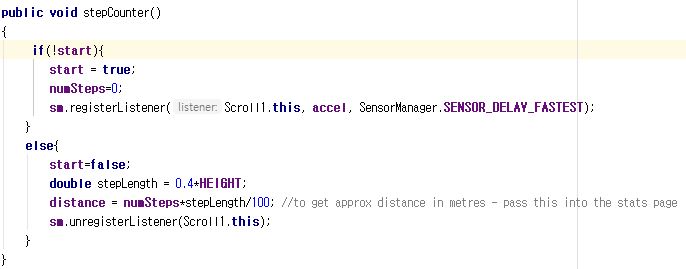 public void stepCounter()
{
if(!start){
start = true;
numSteps=0;
sm.registerListener( listener: Scroll1.this, accel, SensorManager.SENSOR_DELAY_FASTEST);
}
else{
start=false;
double stepLength = 0.4*HEIGHT;
distance = numSteps*stepLength/100; //to get approx distance in metres - pass this into the stats page
sm.unregisterListener(Scroll1.this);
}
}